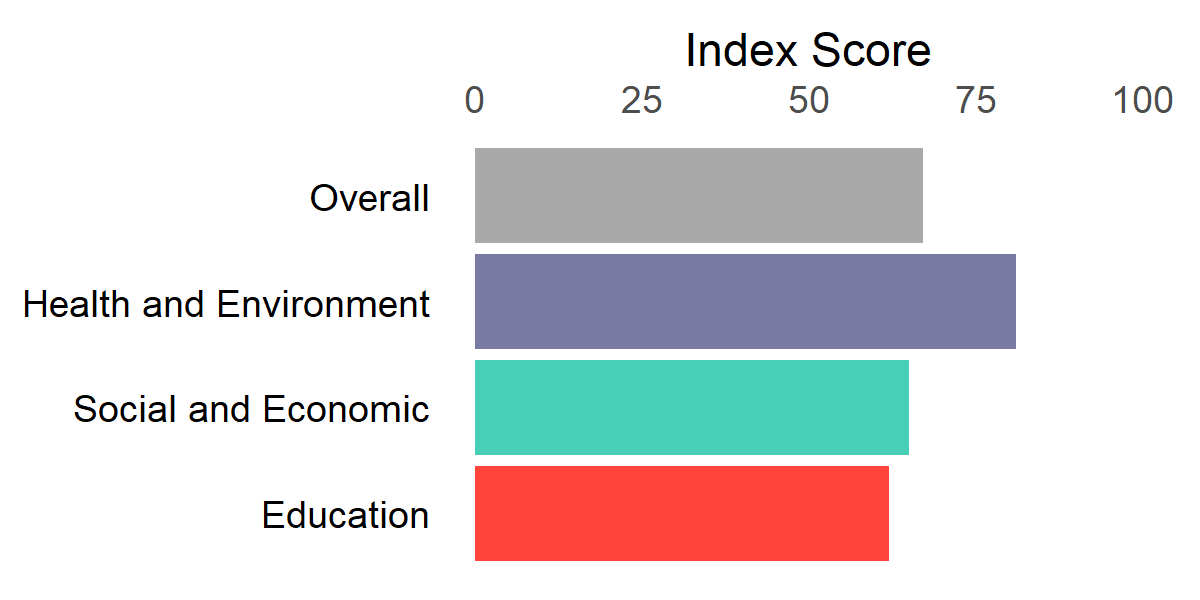 Index Score
0 25 50 75 100
Overall
Health and Environment
Social and Economic
Education